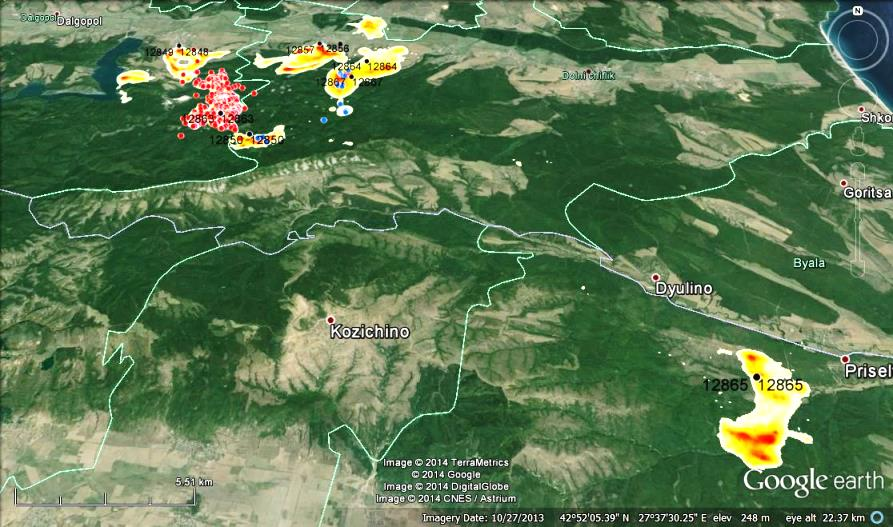 Dalgopol Dalgopol
12849 12848
12857 12856
12864 12864
12867 12867
Dolni chiflik
12863
Shko
12850 12850
Goritsa
Byala
Dyulino
Kozichino
Prisel
12865 12865
Google earth
Image © 2014 TerraMetrics
© 2014 Google
Image © 2014 DigitalGlobe
Image © 2014 CNES / Astrium
5.51 km
N
Imagery Date: 10/27/2013 42°52'05.39" N 27°37'30.25" E elev 248 m eye alt 22.37 km